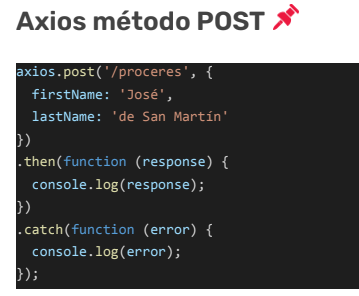 Axios método POST 📌
axios.post('/proceres', {
  firstName: 'José',
  lastName: 'de San Martín'
})
.then(function (response) {
  console.log(response);
})
.catch(function (error) {
  console.log(error);
});